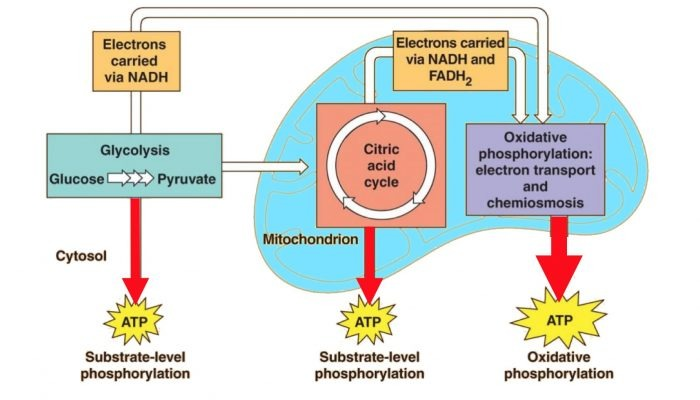 Electrons
carried
via NADH
Electrons carried
via NADH and
FADH2
Glycolysis
Glucose Pyruvate
Citric
acid
cycle
Oxidative
phosphorylation:
electron transport
and
chemiosmosis
Mitochondrion
Cytosol
ATP
ATP
ATP
Substrate-level
phosphorylation
Substrate-level
phosphorylation
Oxidative
phosphorylation